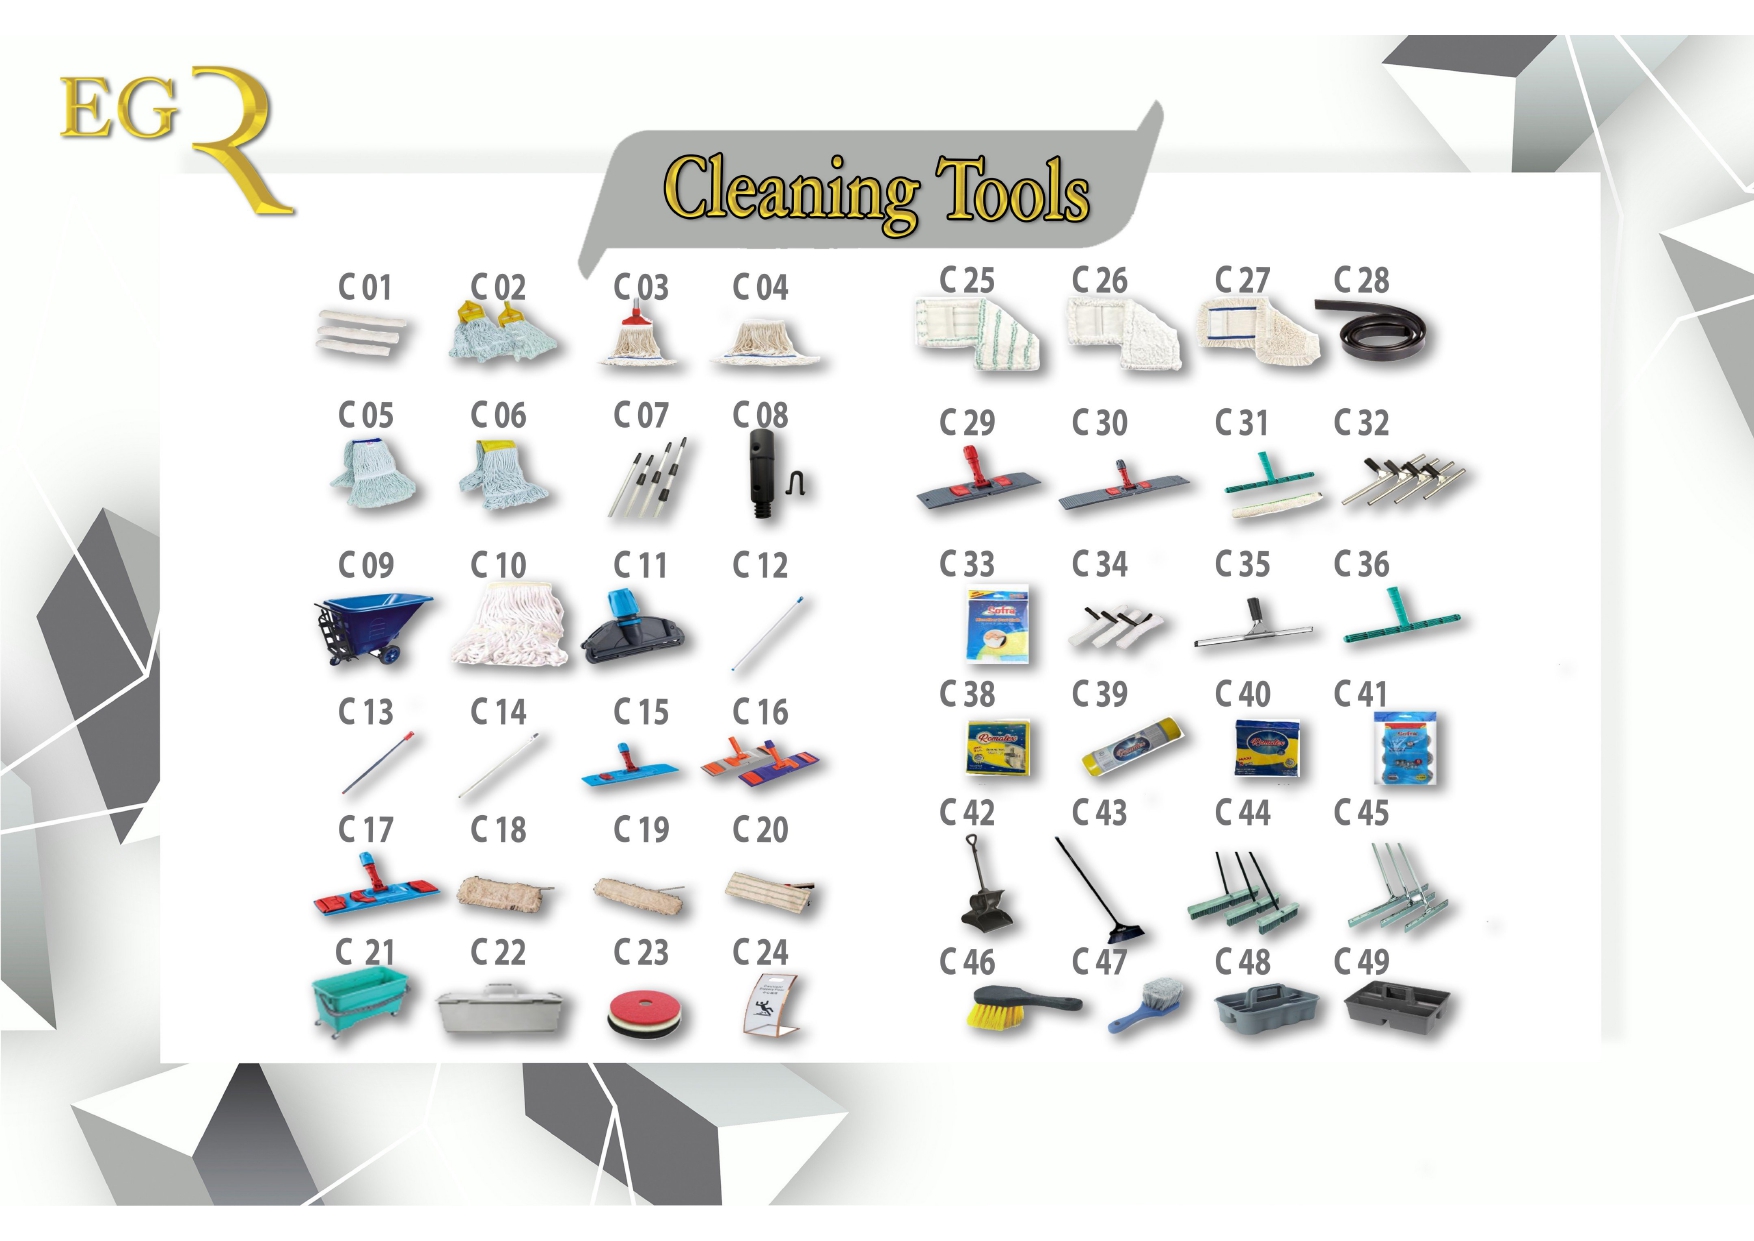 EGR
Cleaning Tools
C 01 C 02 C 03 C 04
C 05 C 06 C 07 C 08
C 09 C 10 C 11 C 12
C 13 C 14 C 15 C 16
C 17 C 18 C 19 C 20
C 21 C 22 C 23 C 24
C 25 C 26 C 27 C 28
C 29 C 30 C 31 C 32
C 33 C 34 C 35 C 36
Sofra
C 38 C 39 C 40 C 41
Romatex
C 42 C 43 C 44 C 45
C 46 C 47 C 48 C 49